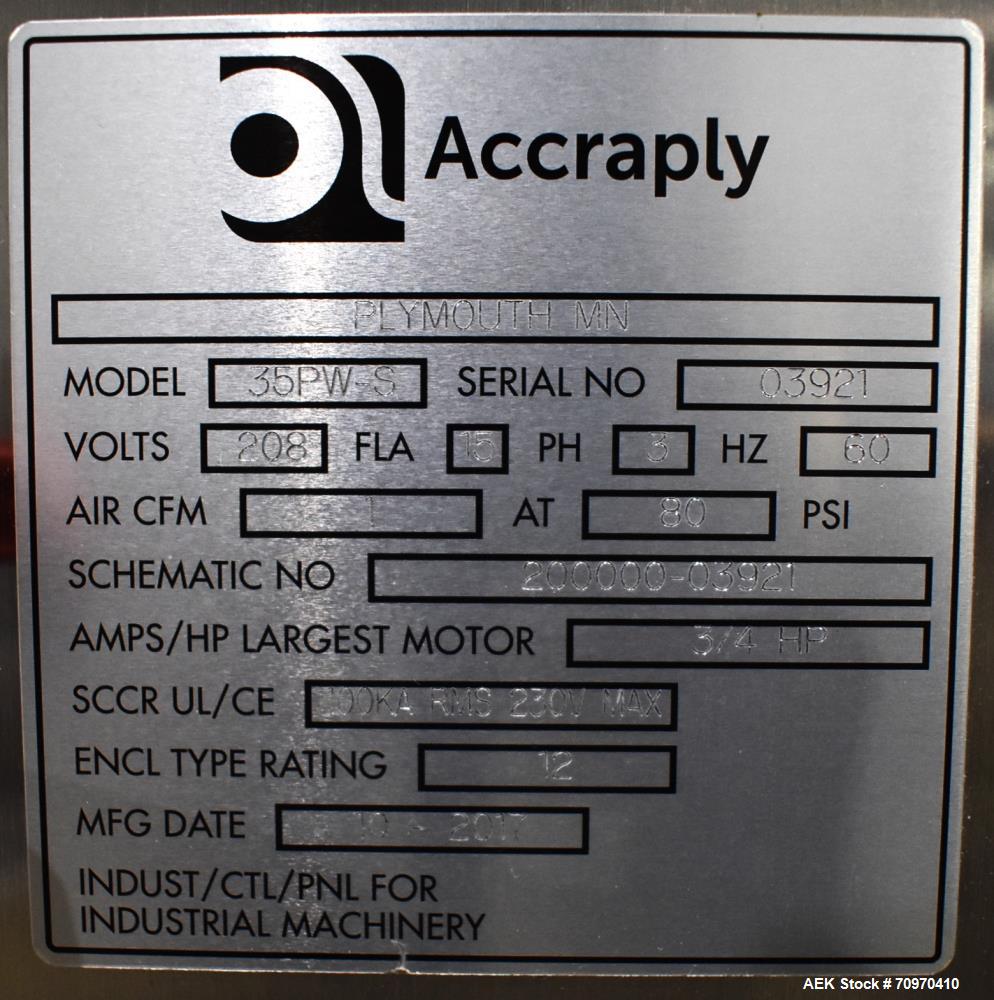 Accraply
PLYMOUTH MN
MODEL 35PW-S SERIAL NO 03921
VOLTS 208 FLA 15 PH 3 HZ 60
AIR CFM 1 AT 80 PSI
SCHEMATIC NO 200000-03921
AMPS/HP LARGEST MOTOR 3/4 HP
SCCR UL/CE 100KA RMS 230V MAX
ENCL TYPE RATING 12
MFG DATE 10 - 2017
INDUST/CTL/PNL FOR
INDUSTRIAL MACHINERY
AEK Stock # 70970410